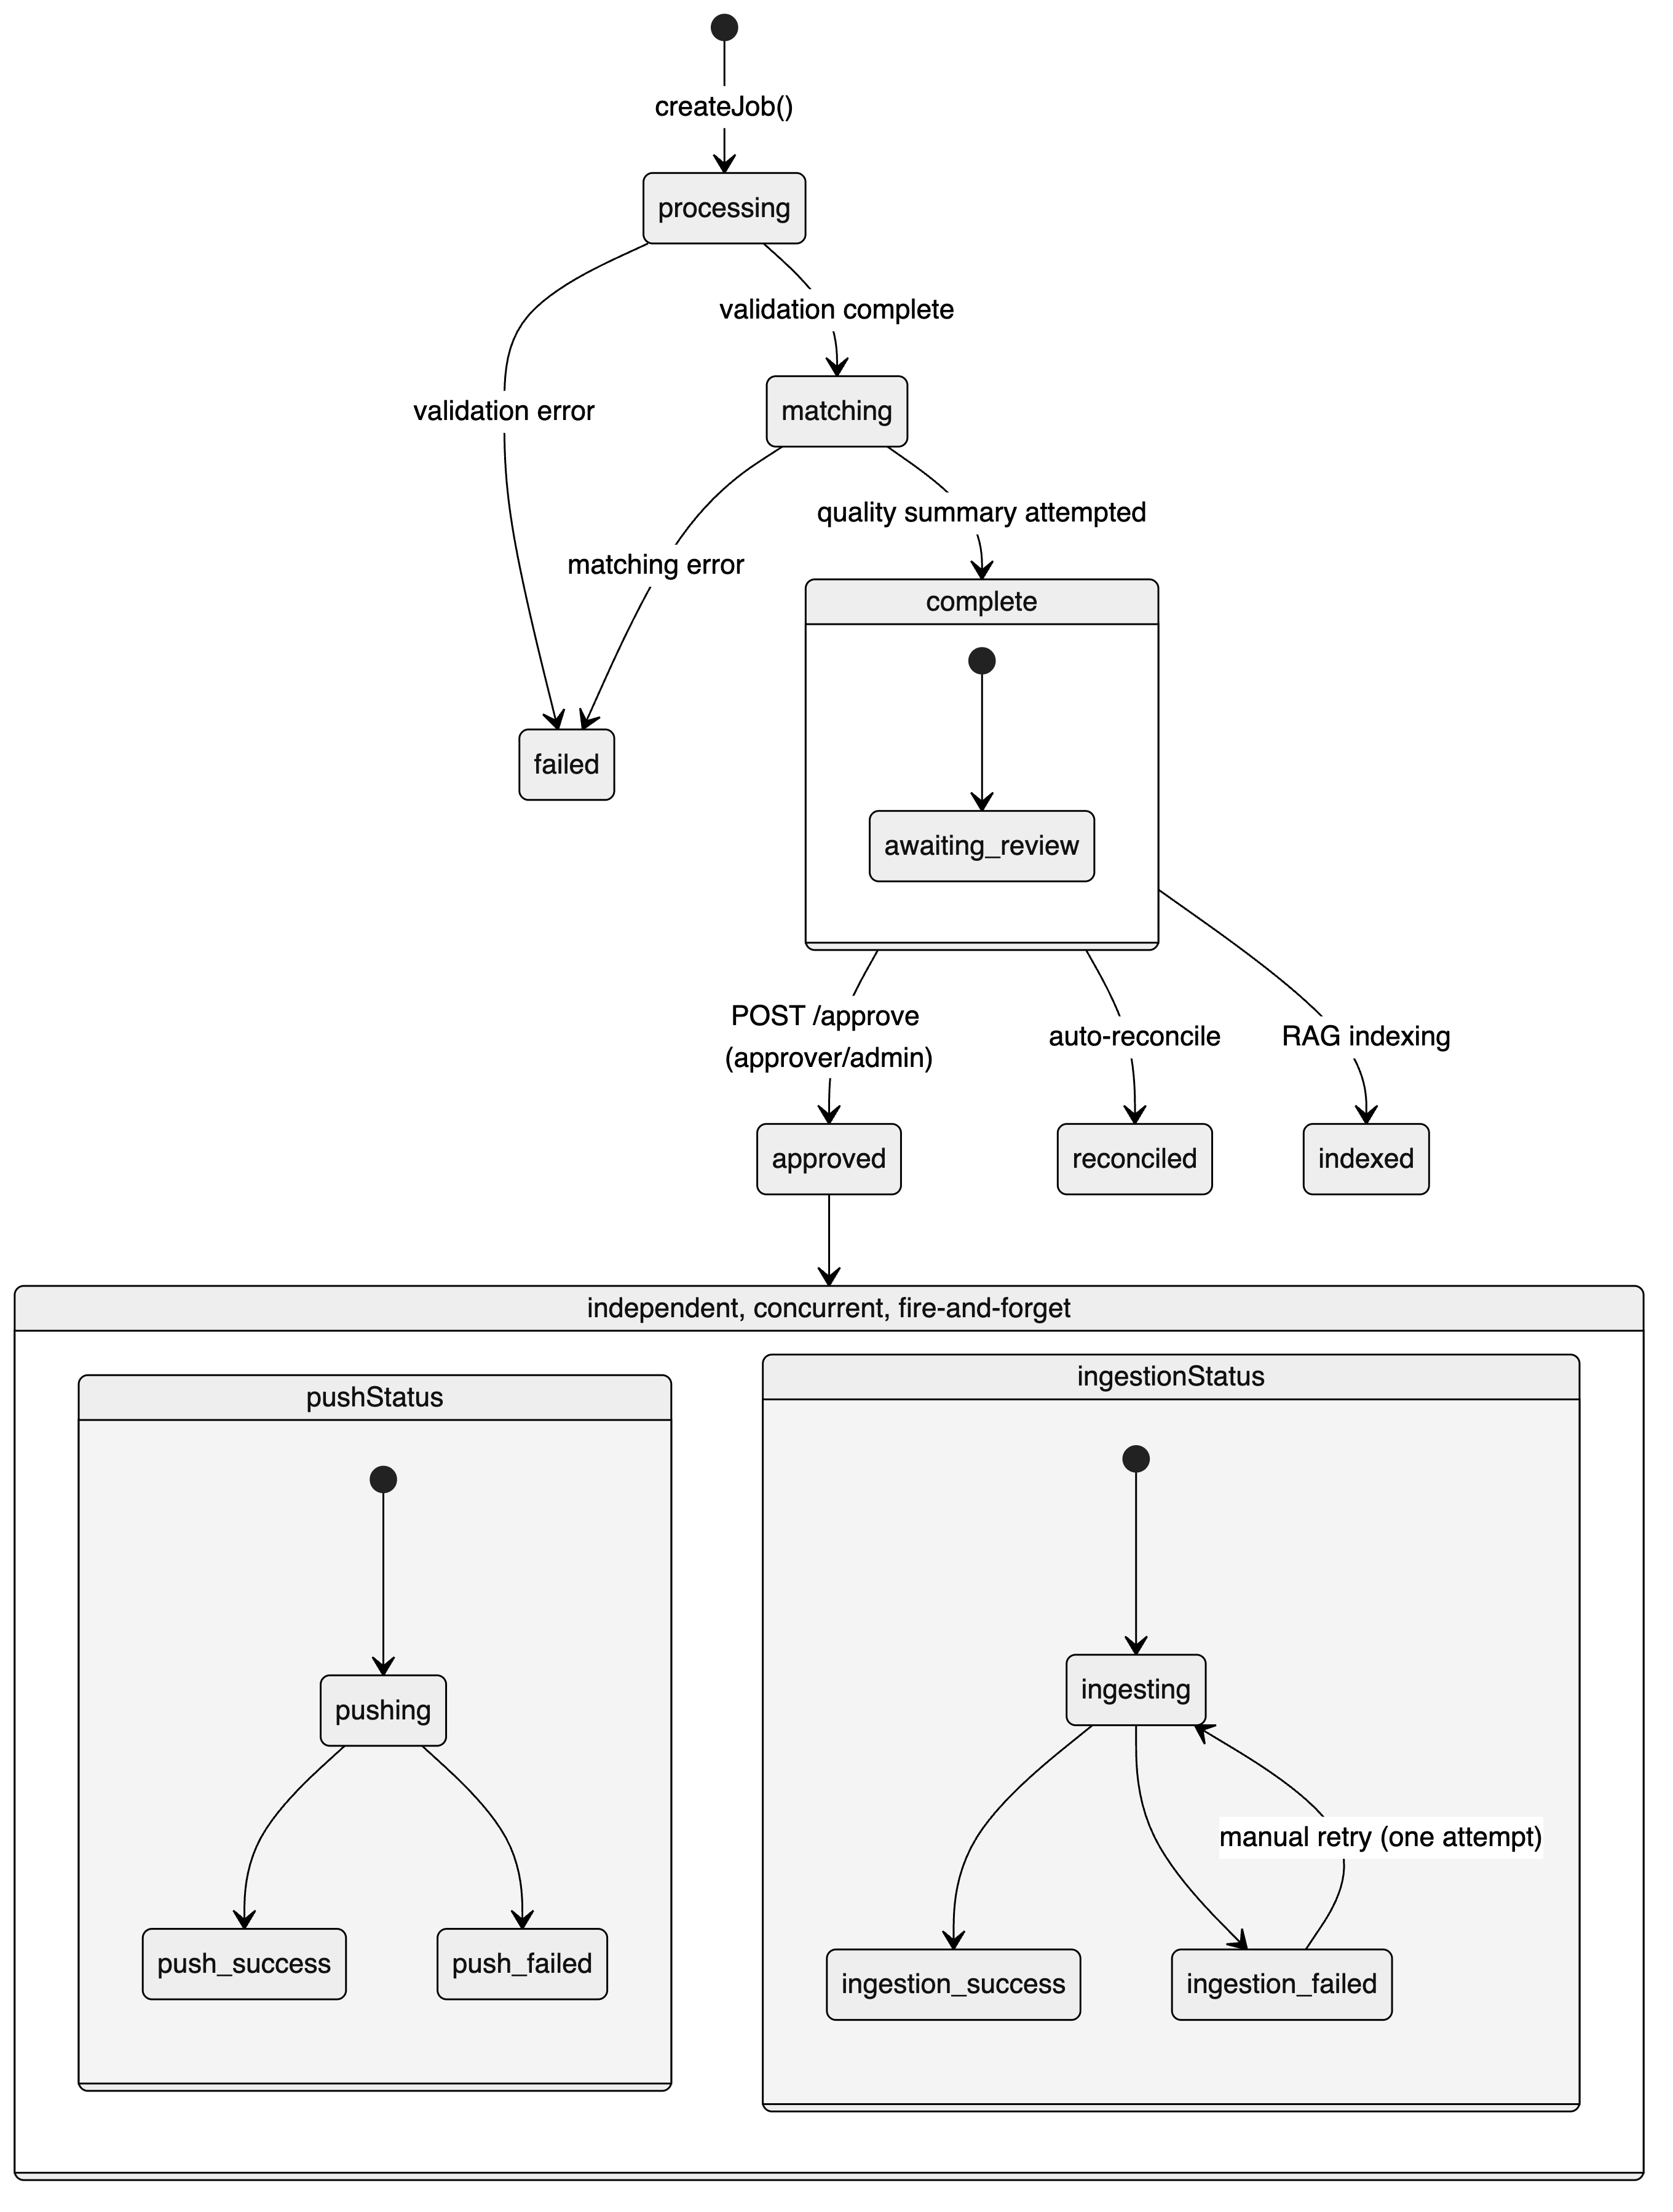 createJob()
processing
validation complete
validation error
matching
quality summary attempted
matching error
complete
failed
awaiting_review
POST /approve
(approver/admin)
auto-reconcile
RAG indexing
approved
reconciled
indexed
independent, concurrent, fire-and-forget
pushStatus
ingestionStatus
pushing
ingesting
manual retry (one attempt)
push_success
push_failed
ingestion_success
ingestion_failed